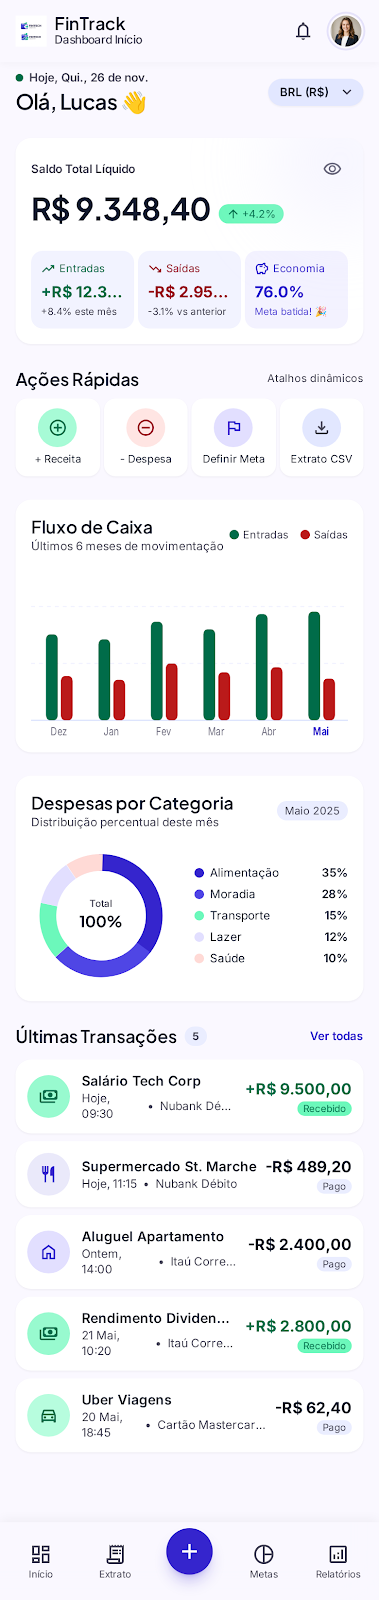 FinTrack
Dashboard Início
Hoje, Qui., 26 de nov.
Olá, Lucas 👋
BRL (R$)
Saldo Total Líquido
R$ 9.348,40
+4.2%
Entradas
+R$ 12.3...
+8.4% este mês
Saídas
-R$ 2.95...
-3.1% vs anterior
Economia
76.0%
Meta batida! 🎉
Ações Rápidas
Atalhos dinâmicos
+ Receita
- Despesa
Definir Meta
Extrato CSV
Fluxo de Caixa
Últimos 6 meses de movimentação
Entradas
Saídas
Dez
Jan
Fev
Mar
Abr
Mai
Despesas por Categoria
Distribuição percentual deste mês
Maio 2025
Total
100%
Alimentação 35%
Moradia 28%
Transporte 15%
Lazer 12%
Saúde 10%
Últimas Transações 5
Ver todas
Salário Tech Corp
Hoje, 
09:30
• Nubank Dé...
+R$ 9.500,00
Recebido
Supermercado St. Marche
Hoje, 11:15 • Nubank Débito
-R$ 489,20
Pago
Aluguel Apartamento
Ontem,
14:00
• Itaú Corre...
-R$ 2.400,00
Pago
Rendimento Dividen...
21 Mai,
10:20
• Itaú Corre...
+R$ 2.800,00
Recebido
Uber Viagens
20 Mai,
18:45
• Cartão Mastercar...
-R$ 62,40
Pago
Início
Extrato
Metas
Relatórios